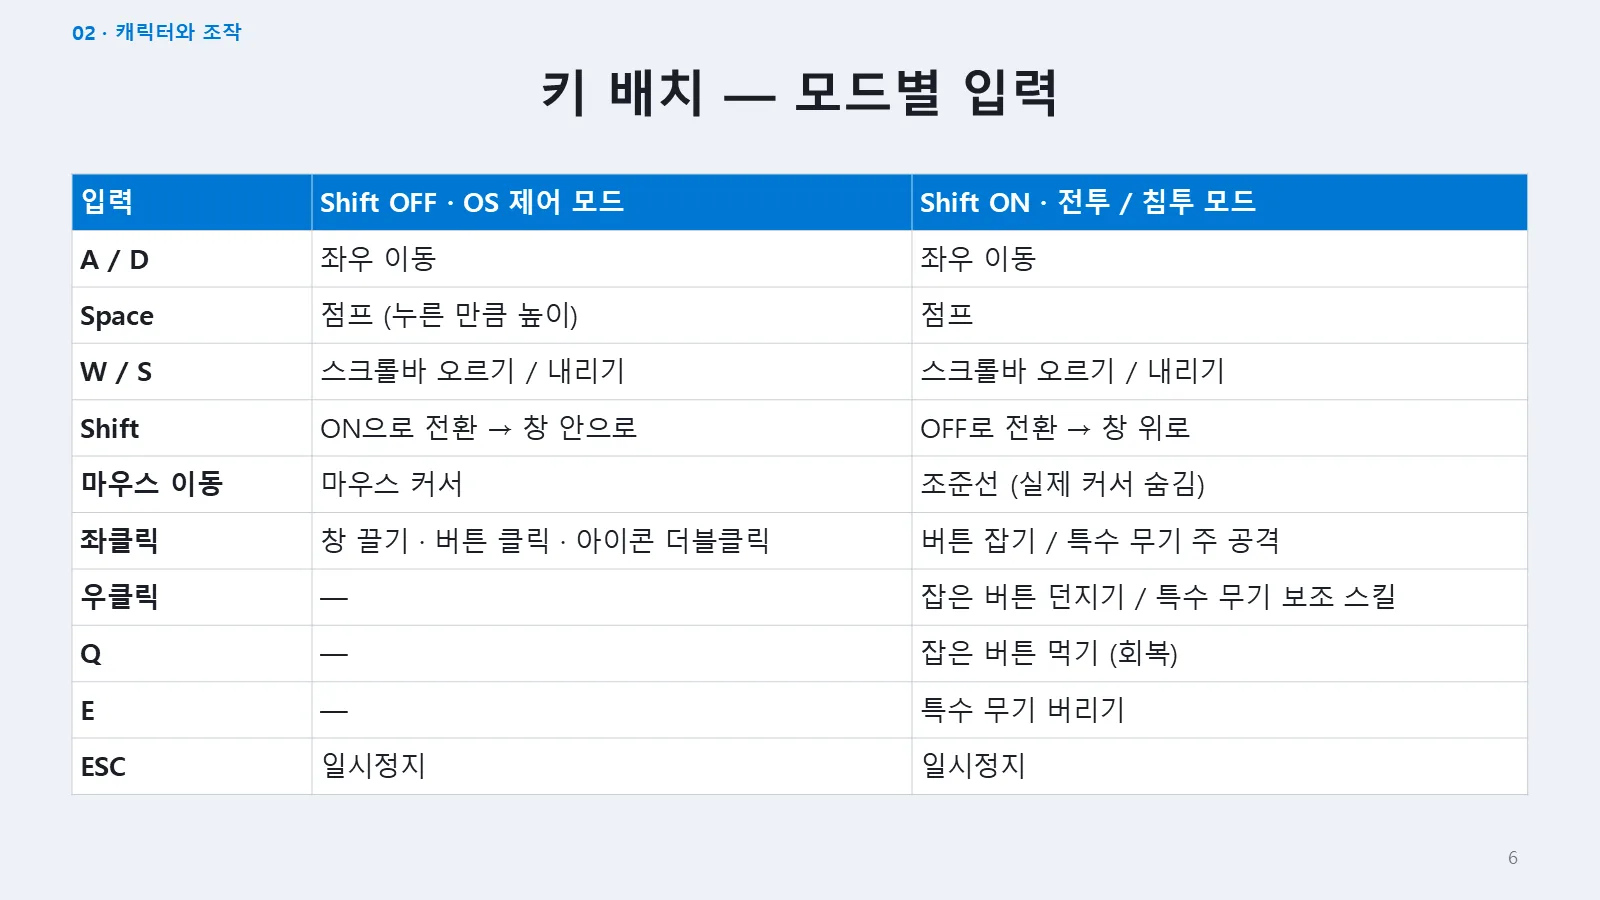 02 · 캐릭터와 조작
키 배치 — 모드별 입력
입력 Shift OFF · OS 제어 모드 Shift ON · 전투 / 침투 모드
A / D 좌우 이동 좌우 이동
Space 점프 (누른 만큼 높이) 점프
W / S 스크롤바 오르기 / 내리기 스크롤바 오르기 / 내리기
Shift ON으로 전환 → 창 안으로 OFF로 전환 → 창 위로
마우스 이동 마우스 커서 조준선 (실제 커서 숨김)
좌클릭 창 끌기 · 버튼 클릭 · 아이콘 더블클릭 버튼 잡기 / 특수 무기 주 공격
우클릭 — 잡은 버튼 던지기 / 특수 무기 보조 스킬
Q — 잡은 버튼 먹기 (회복)
E — 특수 무기 버리기
ESC 일시정지 일시정지
6